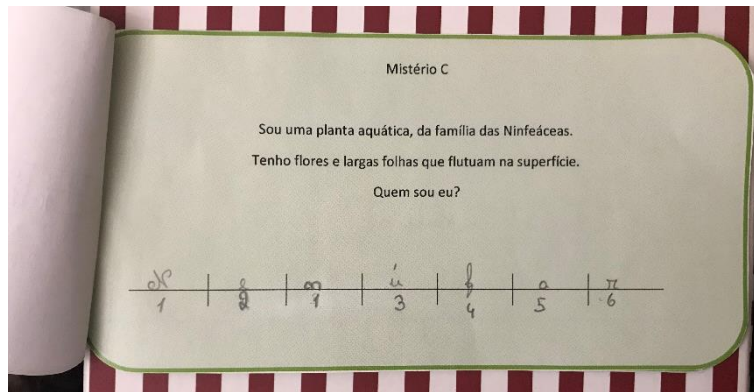 Mistério C
Sou uma planta aquática, da família das Ninfeáceas.
Tenho flores e largas folhas que flutuam na superfície.
Quem sou eu?
N | e | n | ú | f | a | r
1 2 1 3 4 5 6